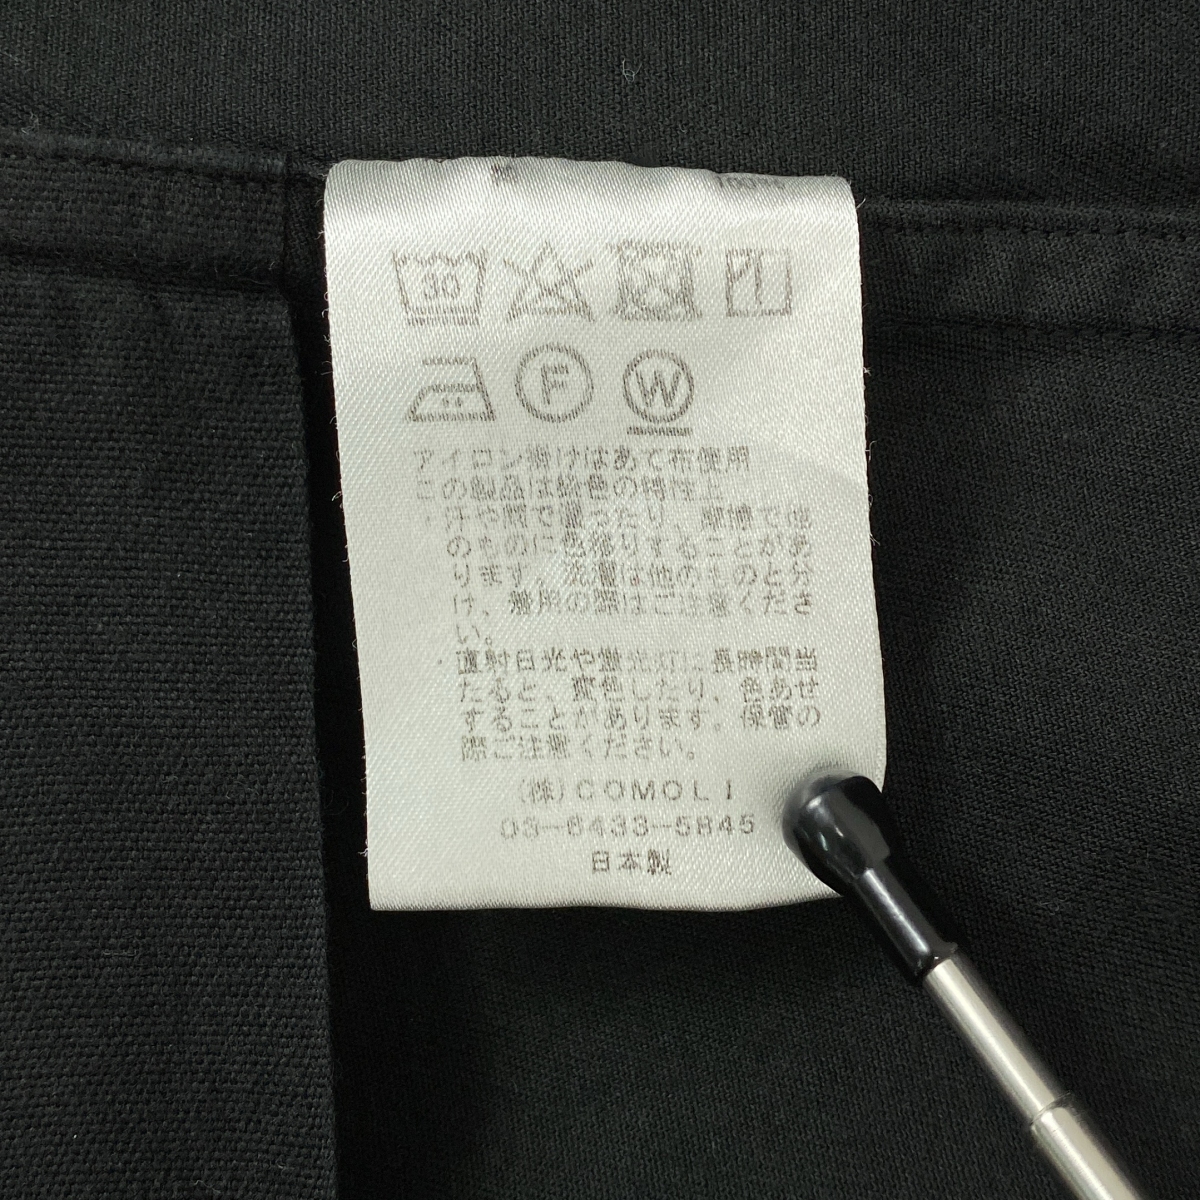 100%
30
F W
アイロン掛けはあて布使用
この製品は染色の特性上
・汗や雨で湿ったり、摩擦で他
のものに色移りすることがあ
ります。洗濯は他のものと分
け、着用の際はご注意くださ
い。
・直射日光や蛍光灯に長時間当
たると、変色したり、色あせ
することがあります。保管の
際ご注意ください。
(株)COMOLI
03-6433-5845
日本製